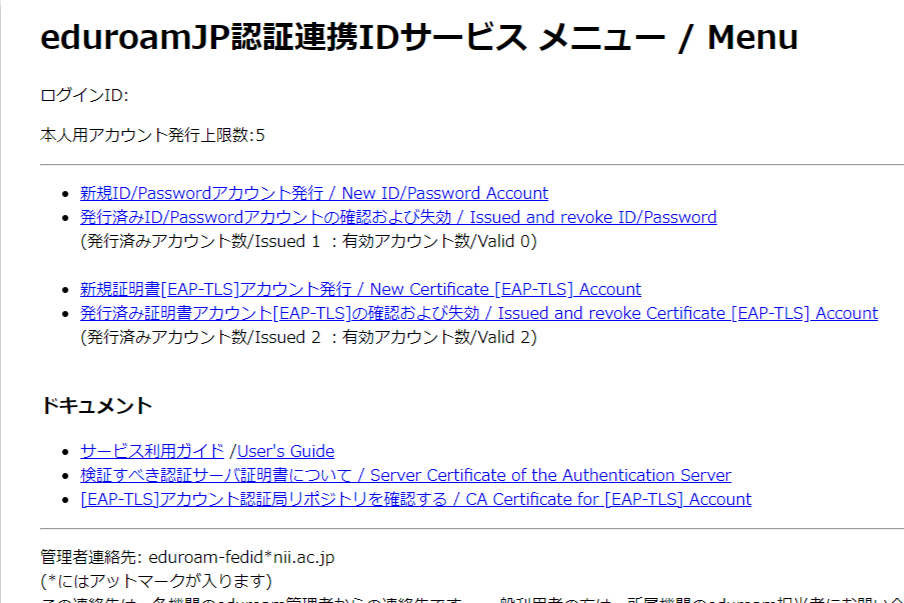 eduroamJP認証連携IDサービス メニュー / Menu
ログインID:
本人用アカウント発行上限数:5
新規ID/Passwordアカウント発行 / New ID/Password Account
発行済みID/Passwordアカウントの確認および失効 / Issued and revoke ID/Password
(発行済みアカウント数/Issued 1 : 有効アカウント数/Valid 0)
新規証明書[EAP-TLS]アカウント発行 / New Certificate [EAP-TLS] Account
発行済み証明書アカウント[EAP-TLS]の確認および失効 / Issued and revoke Certificate [EAP-TLS] Account
(発行済みアカウント数/Issued 2 : 有効アカウント数/Valid 2)
ドキュメント
サービス利用ガイド /User's Guide
検証すべき認証サーバ証明書について / Server Certificate of the Authentication Server
[EAP-TLS]アカウント認証局リポジトリを確認する / CA Certificate for [EAP-TLS] Account
管理者連絡先: eduroam-fedid*nii.ac.jp
(*にはアットマークが入ります)